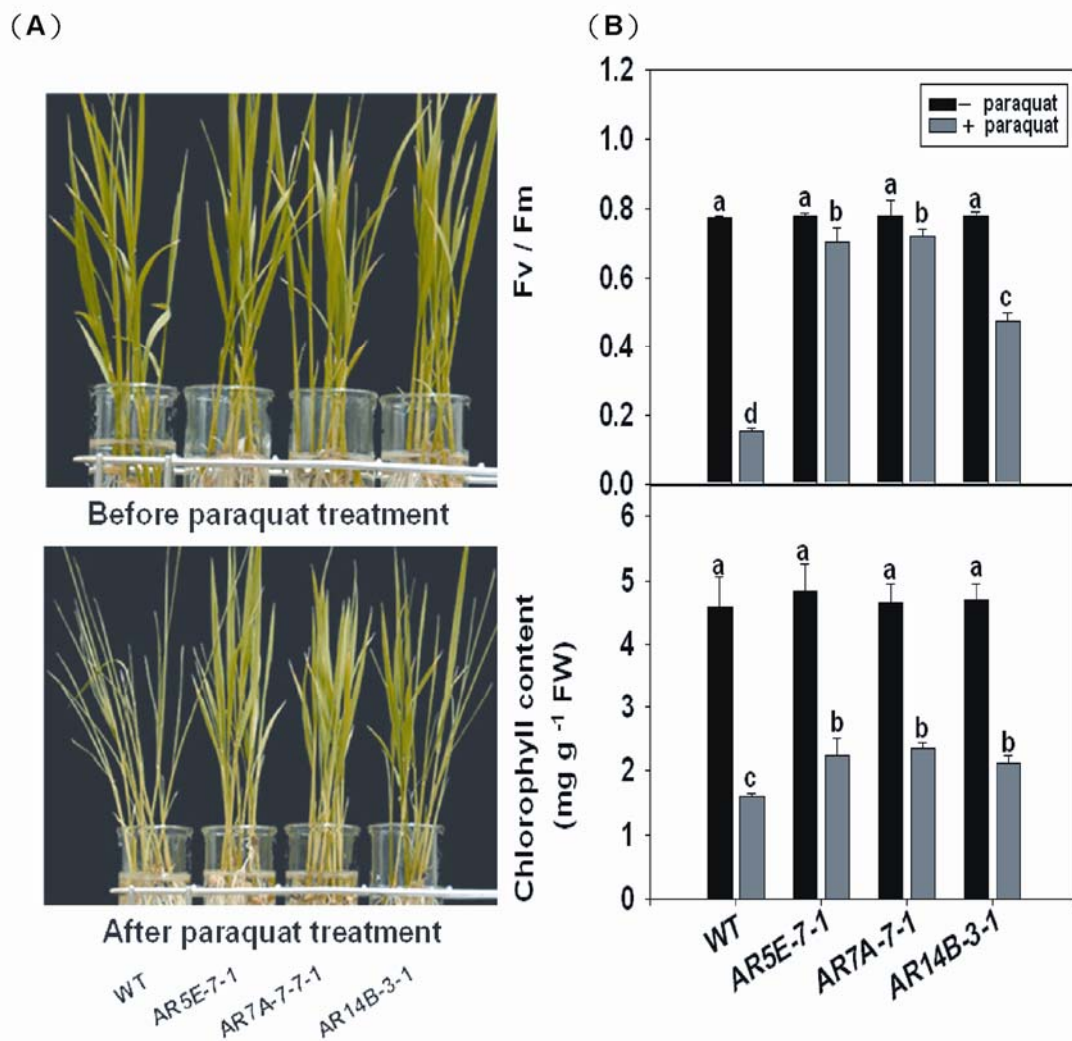 （A）
Before paraquat treatment
After paraquat treatment
WT
AR5E-7-1
AR7A-7-7-1
AR14B-3-1
（B）
Fv / Fm
1.2
1.0
0.8
0.6
0.4
0.2
0.0
– paraquat
+ paraquat
a
d
a
b
a
b
a
c
Chlorophyll content
(mg g⁻¹ FW)
6
5
4
3
2
1
0
a
c
a
b
a
b
a
b
WT
AR5E-7-1
AR7A-7-1
AR14B-3-1